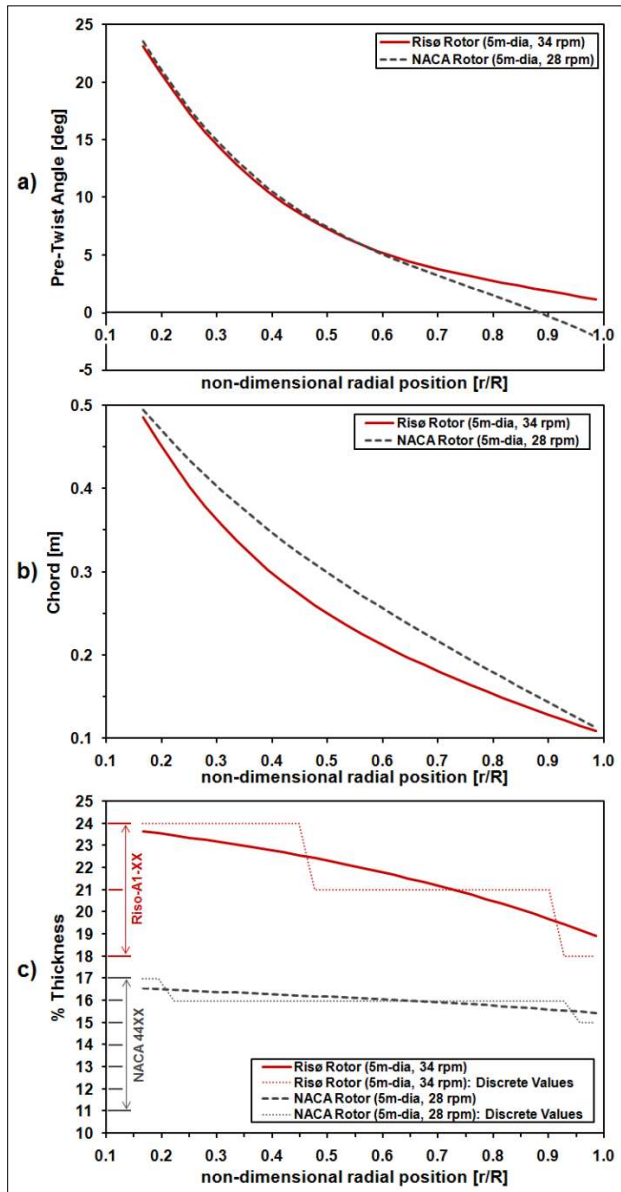 25
20
15
10
5
0
-5
Pre-Twist Angle [deg]
a)
Risø Rotor (5m-dia, 34 rpm)
NACA Rotor (5m-dia, 28 rpm)
0.1 0.2 0.3 0.4 0.5 0.6 0.7 0.8 0.9 1.0
non-dimensional radial position [r/R]
0.5
0.4
0.3
0.2
0.1
Chord [m]
b)
Risø Rotor (5m-dia, 34 rpm)
NACA Rotor (5m-dia, 28 rpm)
0.1 0.2 0.3 0.4 0.5 0.6 0.7 0.8 0.9 1.0
non-dimensional radial position [r/R]
25
24
23
22
21
20
19
18
17
16
15
14
13
12
11
10
% Thickness
c)
Riso-A1-XX
NACA 44XX
Risø Rotor (5m-dia, 34 rpm)
Risø Rotor (5m-dia, 34 rpm): Discrete Values
NACA Rotor (5m-dia, 28 rpm)
NACA Rotor (5m-dia, 28 rpm): Discrete Values
0.1 0.2 0.3 0.4 0.5 0.6 0.7 0.8 0.9 1.0
non-dimensional radial position [r/R]